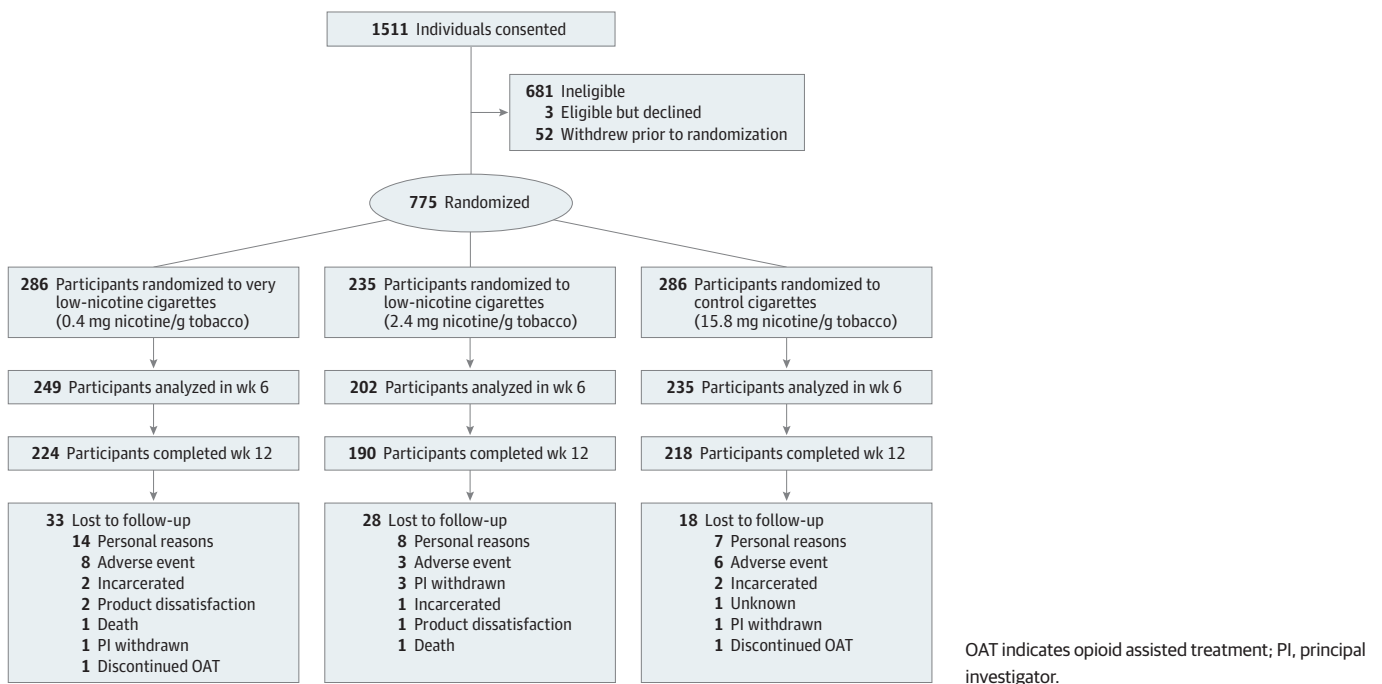 1511 Individuals consented
681 Ineligible
3 Eligible but declined
52 Withdrew prior to randomization
775 Randomized
286 Participants randomized to very
low-nicotine cigarettes
(0.4 mg nicotine/g tobacco)
235 Participants randomized to
low-nicotine cigarettes
(2.4 mg nicotine/g tobacco)
286 Participants randomized to
control cigarettes
(15.8 mg nicotine/g tobacco)
249 Participants analyzed in wk 6
202 Participants analyzed in wk 6
235 Participants analyzed in wk 6
224 Participants completed wk 12
190 Participants completed wk 12
218 Participants completed wk 12
33 Lost to follow-up
14 Personal reasons
8 Adverse event
2 Incarcerated
2 Product dissatisfaction
1 Death
1 PI withdrawn
1 Discontinued OAT
28 Lost to follow-up
8 Personal reasons
3 Adverse event
3 PI withdrawn
1 Incarcerated
1 Product dissatisfaction
1 Death
18 Lost to follow-up
7 Personal reasons
6 Adverse event
2 Incarcerated
1 Unknown
1 PI withdrawn
1 Discontinued OAT
OAT indicates opioid assisted treatment; PI, principal
investigator.